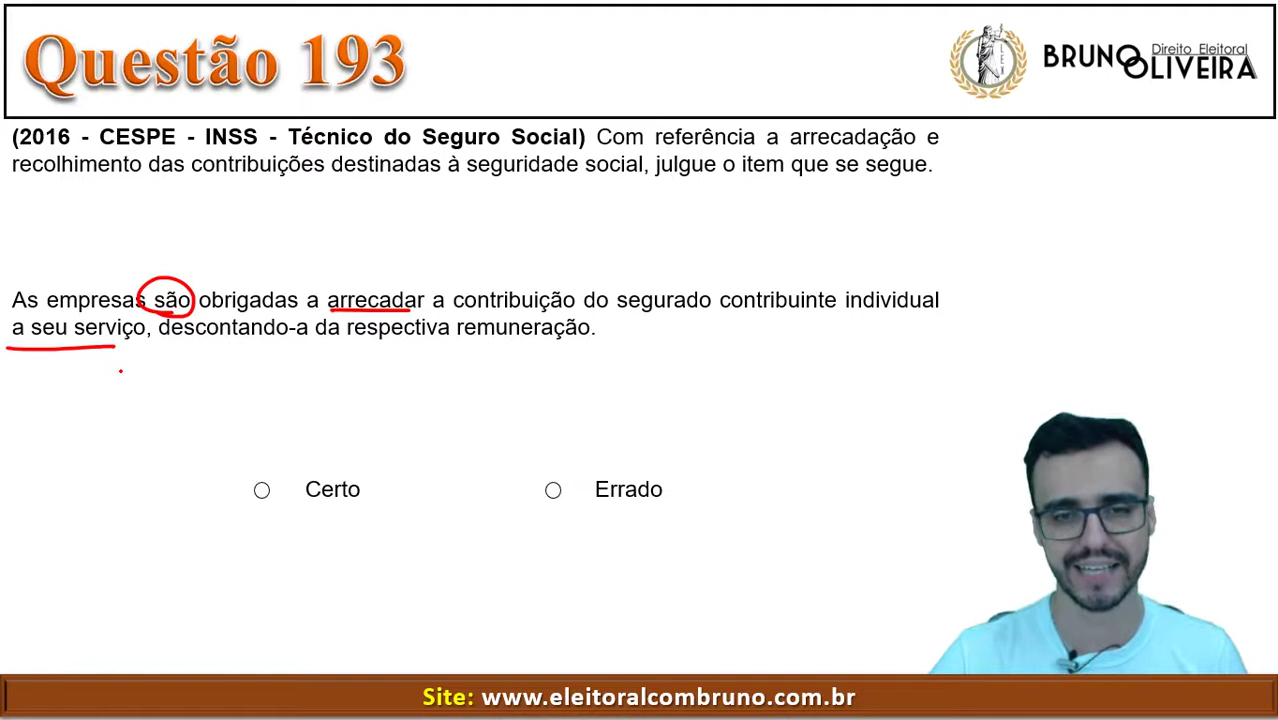 Questão 193
Direito Eleitoral
BRUNO
OLIVEIRA
(2016 - CESPE - INSS - Técnico do Seguro Social) Com referência a arrecadação e
recolhimento das contribuições destinadas à seguridade social, julgue o item que se segue.
As empresas são obrigadas a arrecadar a contribuição do segurado contribuinte individual
a seu serviço, descontando-a da respectiva remuneração.
Certo
Errado
Site: www.eleitoralcombruno.com.br